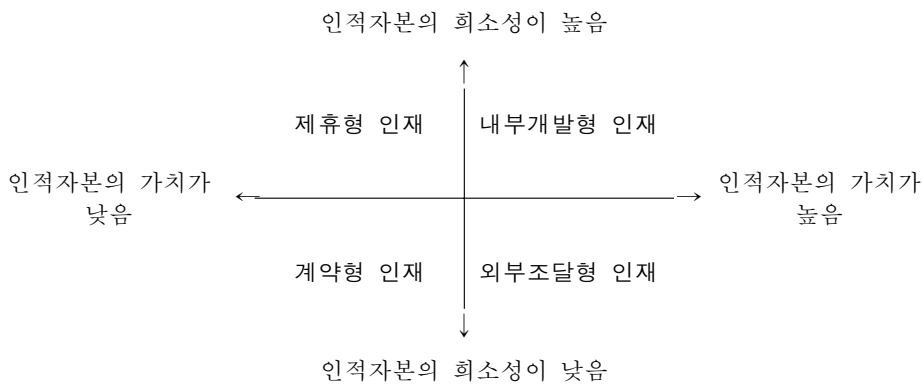 인적자본의 희소성이 높음
제휴형 인재
내부개발형 인재
인적자본의 가치가
낮음
인적자본의 가치가
높음
계약형 인재
외부조달형 인재
인적자본의 희소성이 낮음